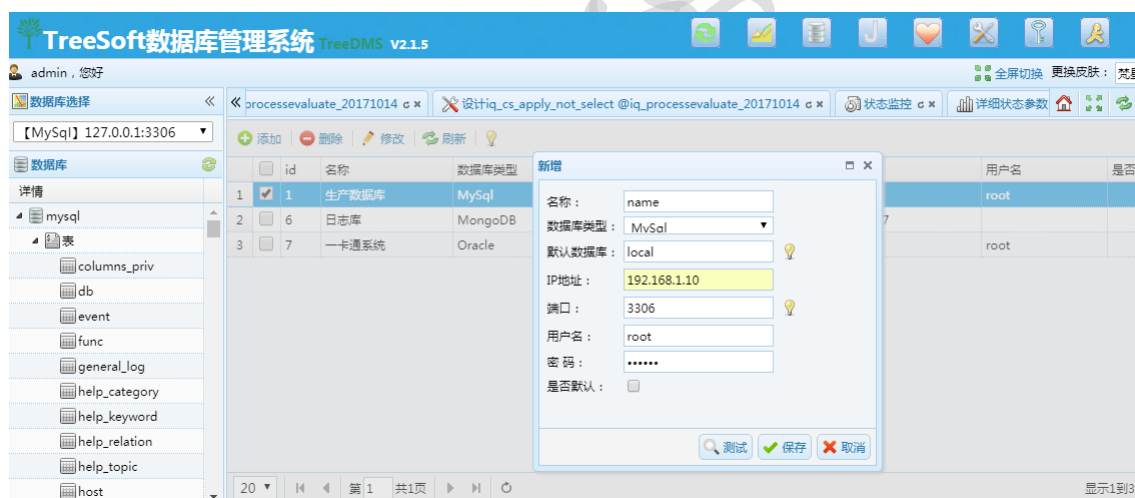 TreeSoft数据库管理系统 TreeDMS V2.1.5
admin，您好
全屏切换 更换皮肤：
数据库选择
processevaluate_20171014
设计iq_cs_apply_not_select @iq_processevaluate_20171014
状态监控
详细状态参数
【MySql】127.0.0.1:3306
添加 删除 修改 刷新
数据库
详情
mysql
表
columns_priv
db
event
func
general_log
help_category
help_keyword
help_relation
help_topic
host
id 名称 数据库类型 用户名 是否
1 1 生产数据库 MySql root
2 6 日志库 MongoDB 7
3 7 一卡通系统 Oracle root
新增
名称： name
数据库类型： MySql
默认数据库： local
IP地址： 192.168.1.10
端口： 3306
用户名： root
密 码： ••••••
是否默认：
测试 保存 取消
20 第 1 共1页
显示1到3